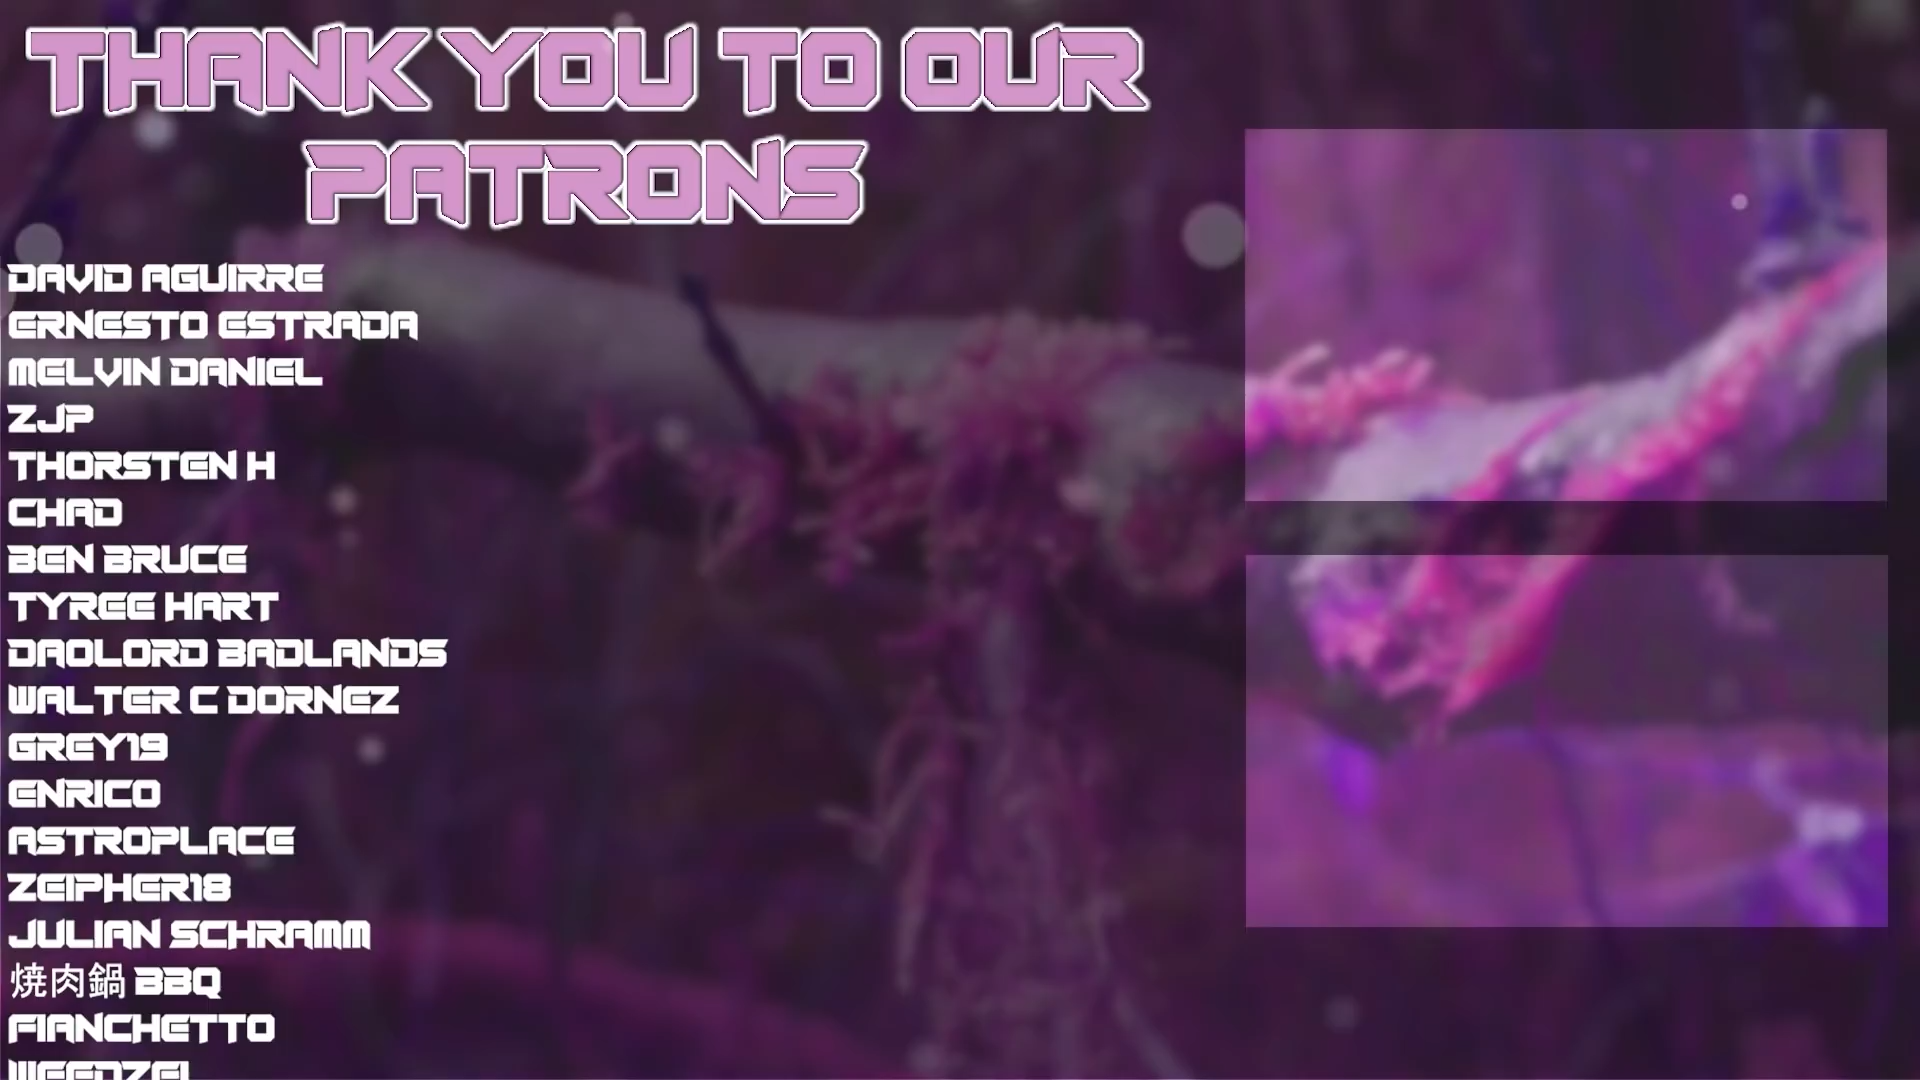 THANK YOU TO OUR
PATRONS
DAVID AGUIRRE
ERNESTO ESTRADA
MELVIN DANIEL
ZJP
THORSTEN H
CHAD
BEN BRUCE
TYREE HART
DAOLORD BADLANDS
WALTER C DORNEZ
GREY19
ENRICO
ASTROPLACE
ZEIPHER18
JULIAN SCHRAMM
焼肉鍋 BBQ
FIANCHETTO